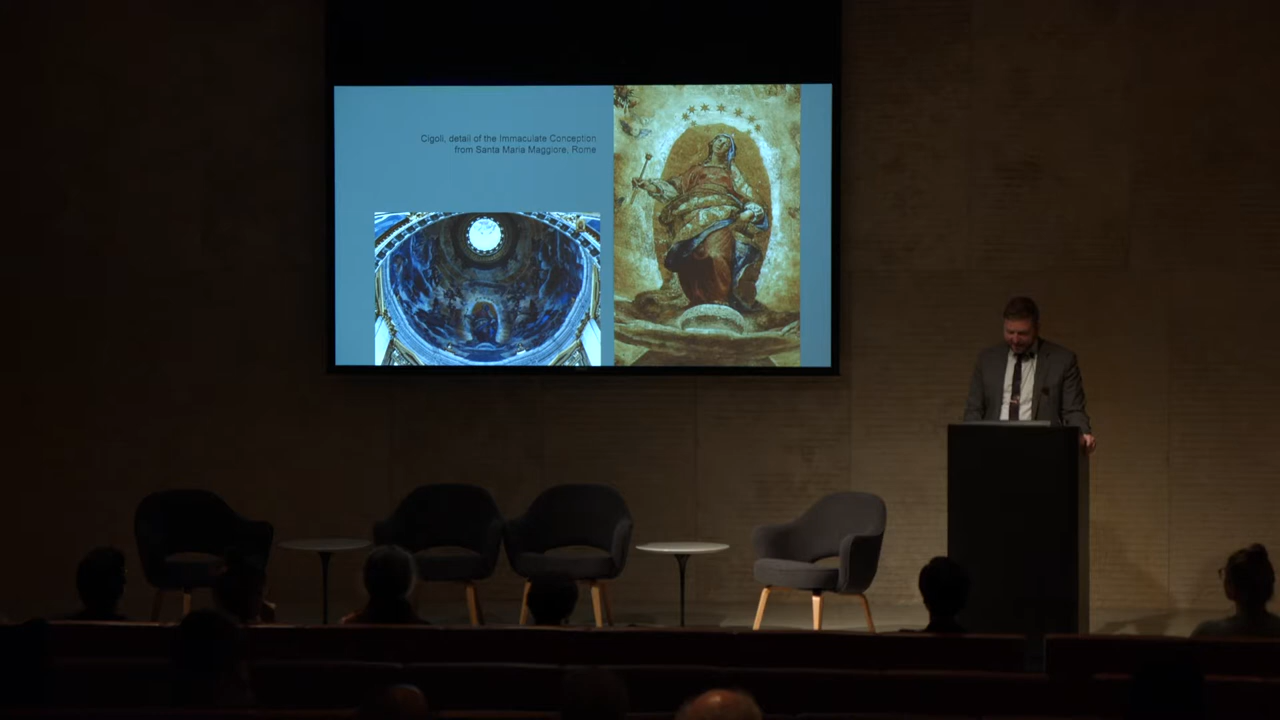 Cigoli, detail of the Immaculate Conception
from Santa Maria Maggiore, Rome